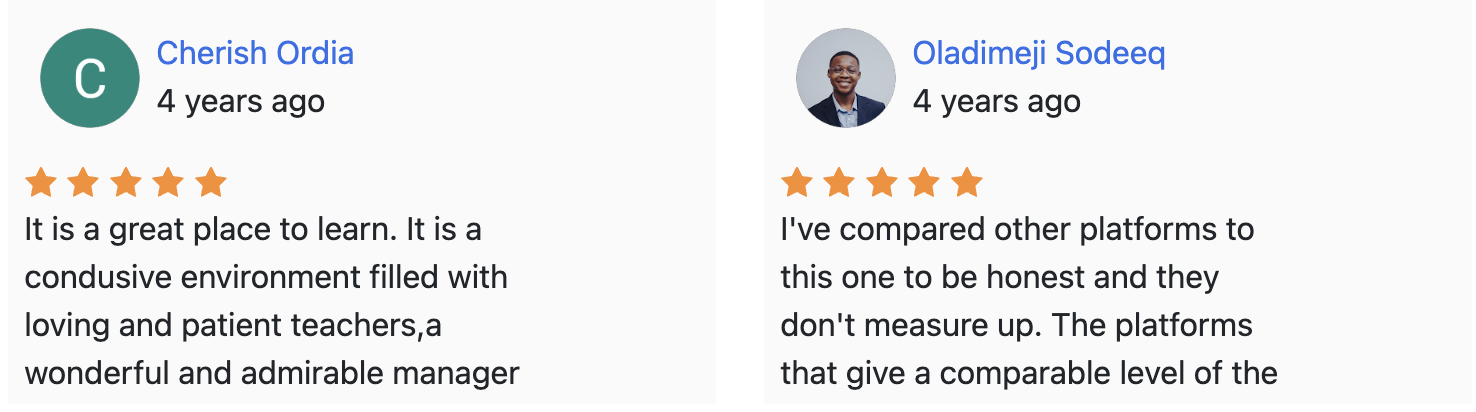 C
Cherish Ordia
4 years ago
It is a great place to learn. It is a
condusive environment filled with
loving and patient teachers,a
wonderful and admirable manager
Oladimeji Sodeeq
4 years ago
I've compared other platforms to
this one to be honest and they
don't measure up. The platforms
that give a comparable level of the